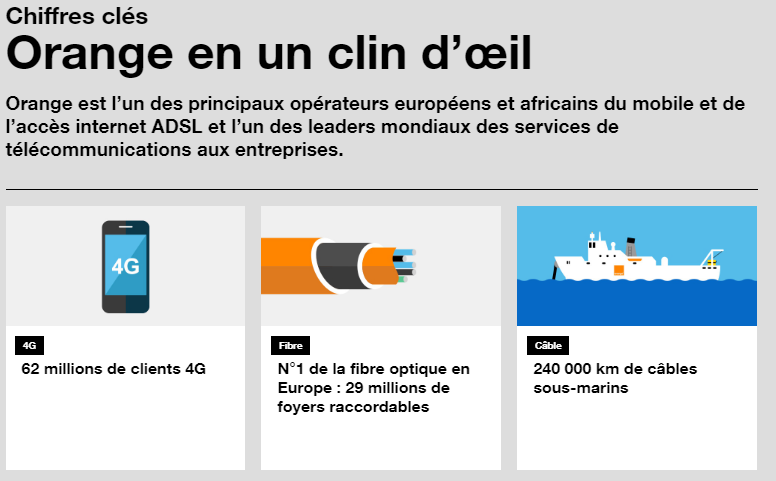 Chiffres clés
Orange en un clin d’œil
Orange est l’un des principaux opérateurs européens et africains du mobile et de
l’accès internet ADSL et l’un des leaders mondiaux des services de
télécommunications aux entreprises.
4G
4G
62 millions de clients 4G
Fibre
N°1 de la fibre optique en
Europe : 29 millions de
foyers raccordables
Câble
240 000 km de câbles
sous-marins